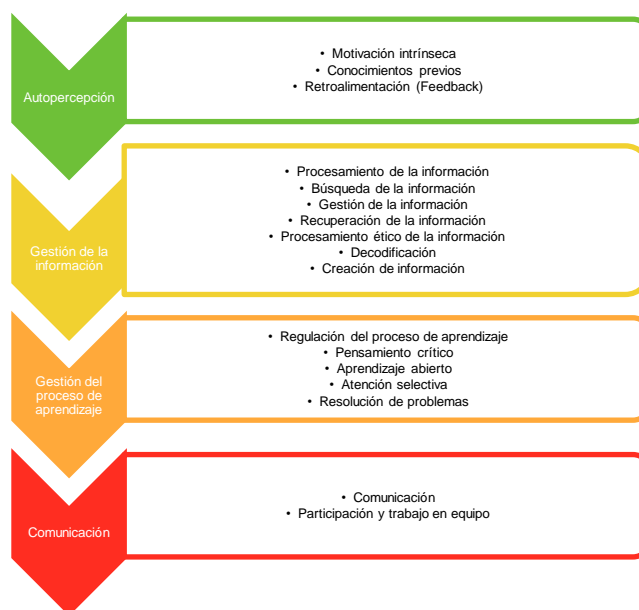 Autopercepción
• Motivación intrínseca
• Conocimientos previos
• Retroalimentación (Feedback)
Gestión de la
información
• Procesamiento de la información
• Búsqueda de la información
• Gestión de la información
• Recuperación de la información
• Procesamiento ético de la información
• Decodificación
• Creación de información
Gestión del
proceso de
aprendizaje
• Regulación del proceso de aprendizaje
• Pensamiento crítico
• Aprendizaje abierto
• Atención selectiva
• Resolución de problemas
Comunicación
• Comunicación
• Participación y trabajo en equipo